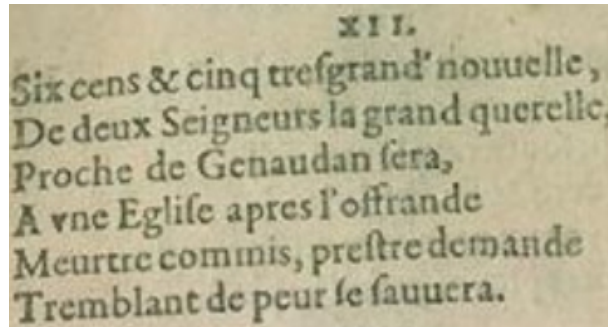 XII.
Six cens & cinq treſgrand' nouuelle,
De deux Seigneurs la grand querelle,
Proche de Genaudan ſera,
A vne Egliſe apres l'offrande
Meurtre commis, preſtre demande
Tremblant de peur ſe ſauuera.